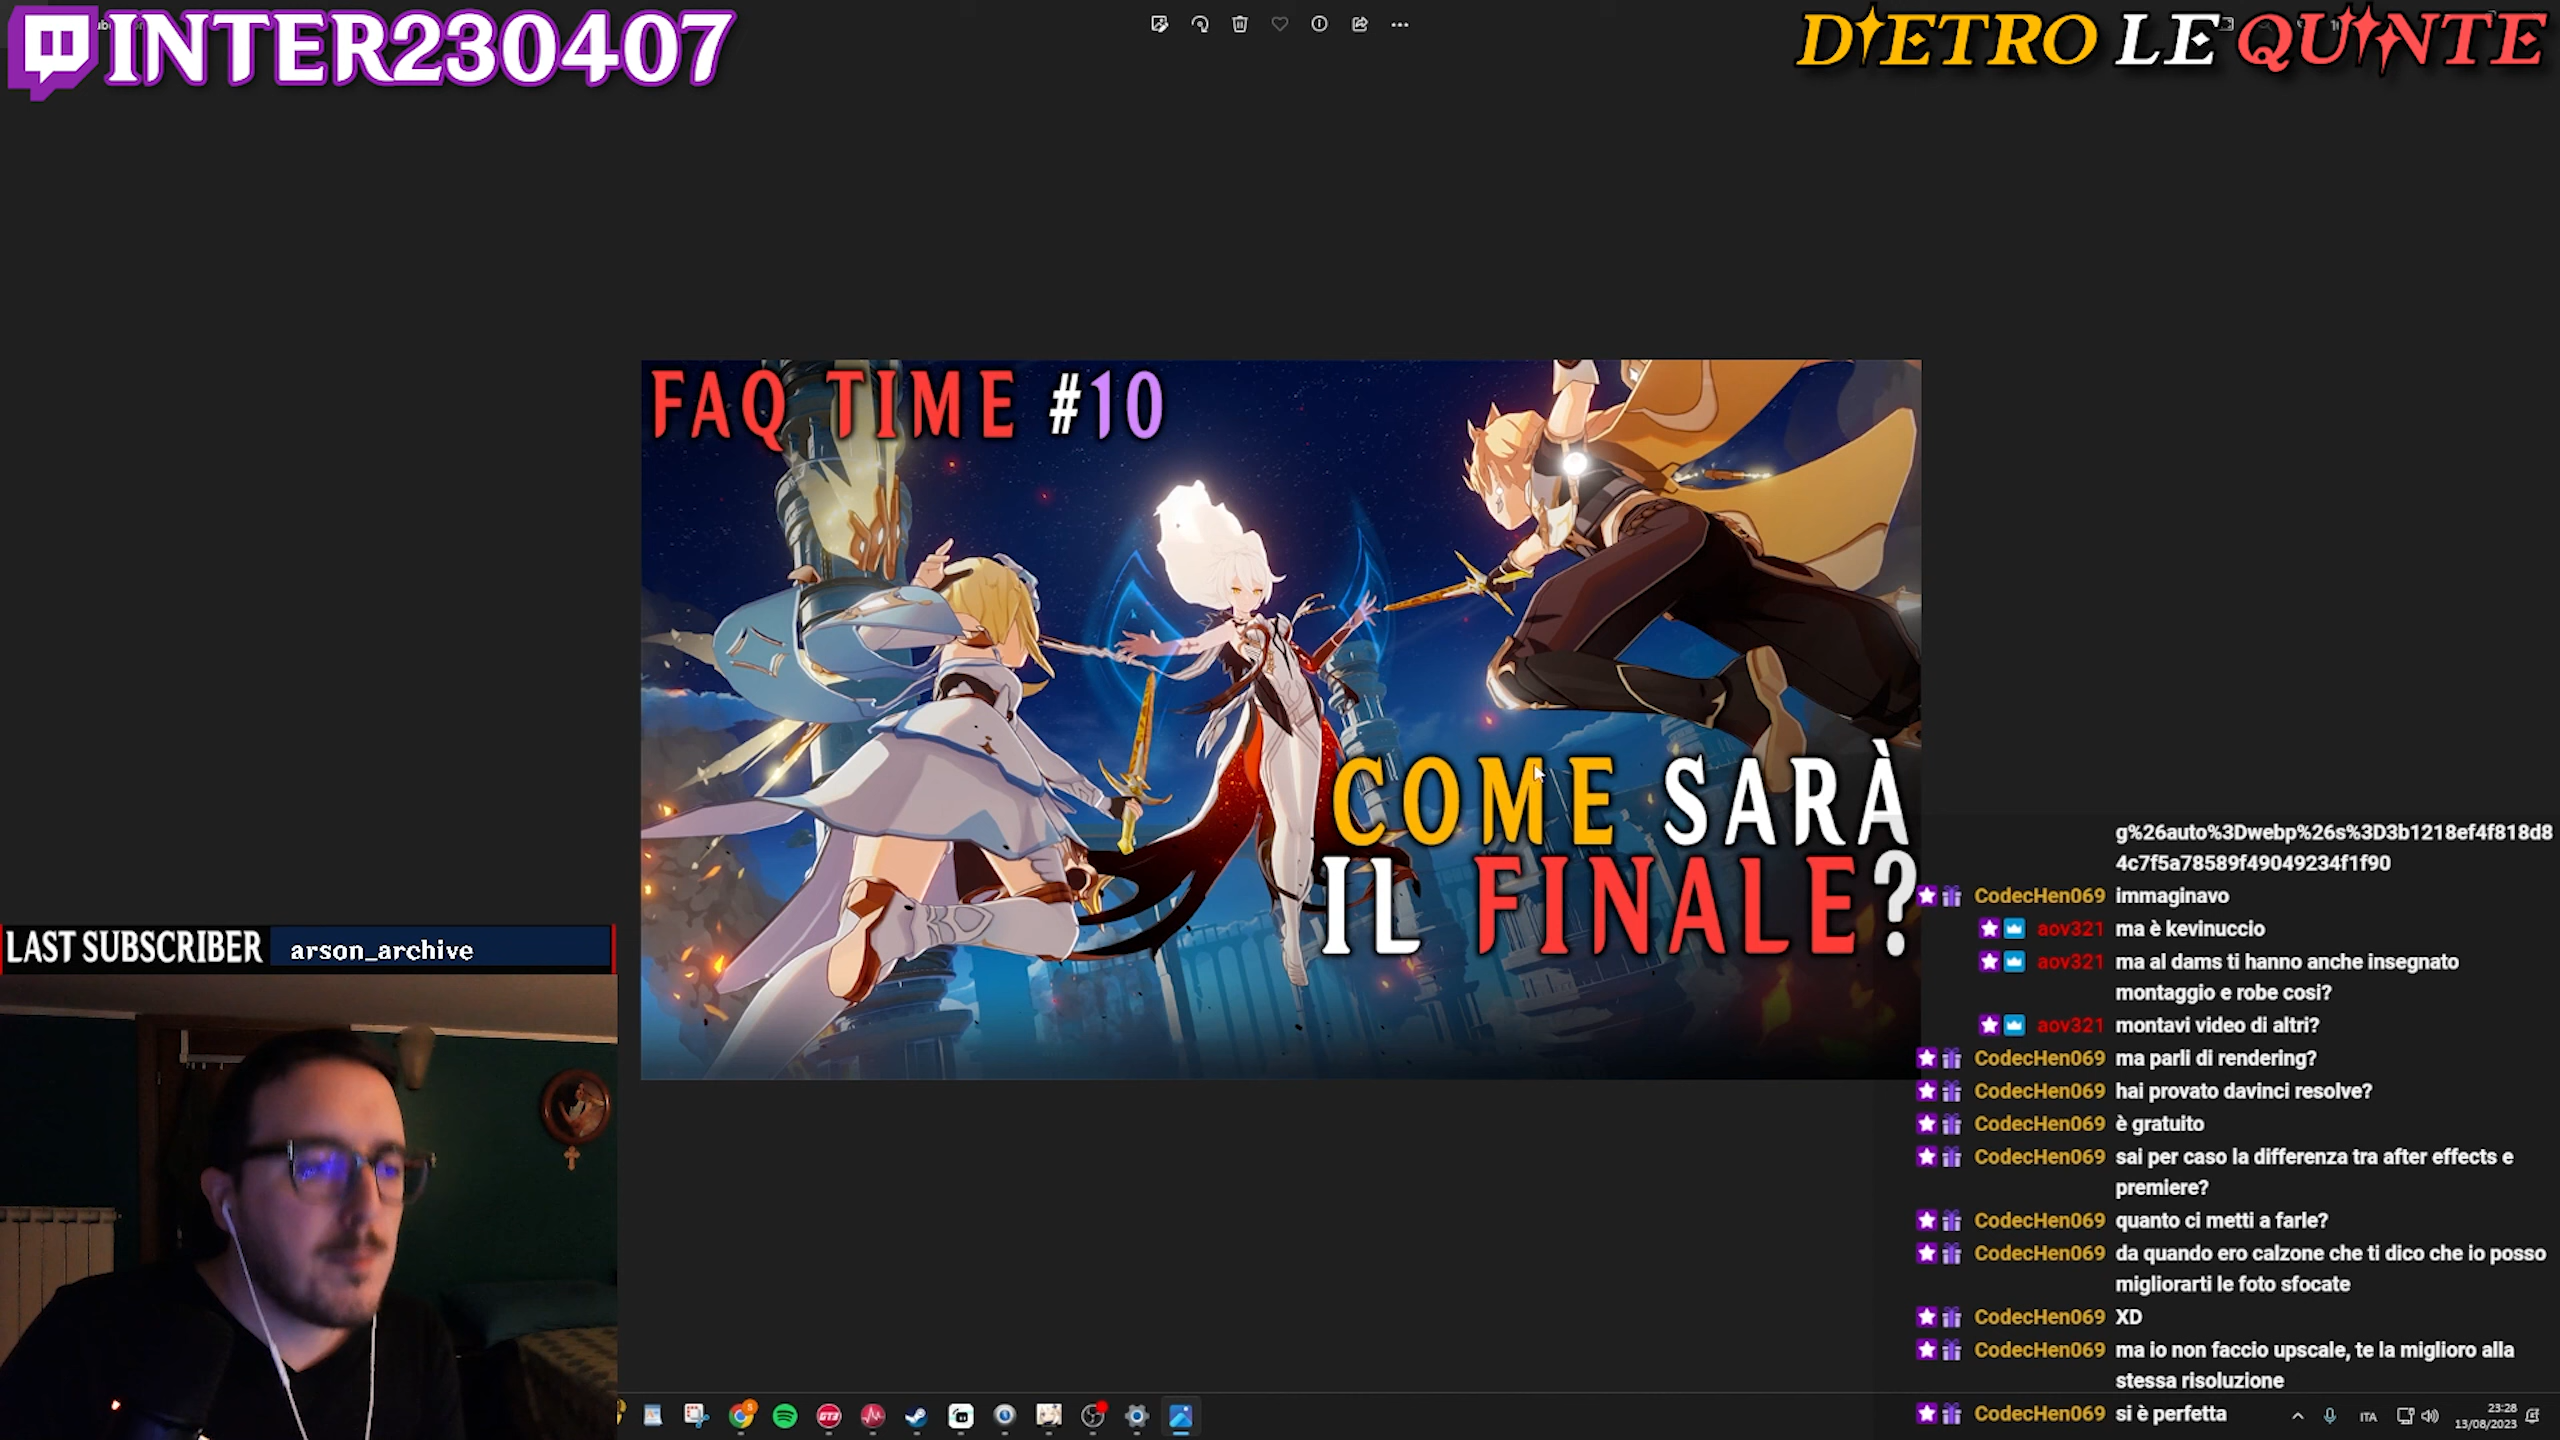 INTER230407
DIETRO LE QUINTE
FAQ TIME #10
COME SARÀ
IL FINALE?
LAST SUBSCRIBER arson_archive
g%26auto%3Dwebp%26s%3D3b1218ef4f818d8
4c7f5a78589f49049234f1f90
CodecHen069 immaginavo
aov321 ma è kevinuccio
aov321 ma al dams ti hanno anche insegnato
montaggio e robe cosi?
aov321 montavi video di altri?
CodecHen069 ma parli di rendering?
CodecHen069 hai provato davinci resolve?
CodecHen069 è gratuito
CodecHen069 sai per caso la differenza tra after effects e
premiere?
CodecHen069 quanto ci metti a farle?
CodecHen069 da quando ero calzone che ti dico che io posso
migliorarti le foto sfocate
CodecHen069 XD
CodecHen069 ma io non faccio upscale, te la miglioro alla
stessa risoluzione
CodecHen069 si è perfetta
ITA
23:28
13/08/2023